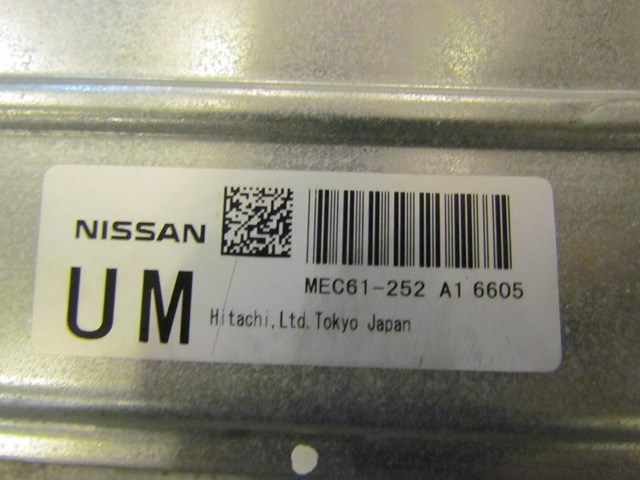 NISSAN
UM
MEC61-252 A1 6605
Hitachi,Ltd.Tokyo Japan